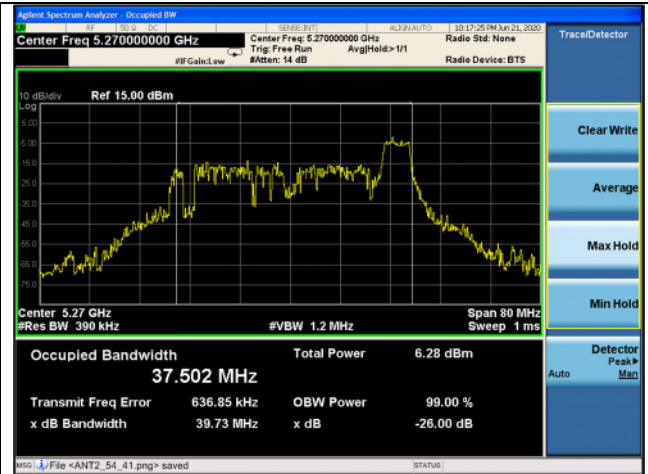 Agilent Spectrum Analyzer - Occupied BW
RF 50 Ω DC SENSE:INT ALIGN AUTO 10:17:25 PM Jun 21, 2020
Center Freq 5.270000000 GHz
Center Freq: 5.270000000 GHz
Radio Std: None
Trig: Free Run Avg|Hold>1/1
#IFGain:Low #Atten: 14 dB Radio Device: BTS
Trace/Detector
10 dB/div Ref 15.00 dBm
Log
5.00
-5.00
-15.0
-25.0
-35.0
-45.0
-55.0
-65.0
-75.0
Center 5.27 GHz Span 80 MHz
#Res BW 390 kHz #VBW 1.2 MHz Sweep 1 ms
Occupied Bandwidth Total Power 6.28 dBm
37.502 MHz
Transmit Freq Error 636.85 kHz OBW Power 99.00 %
x dB Bandwidth 39.73 MHz x dB -26.00 dB
Clear Write
Average
Max Hold
Min Hold
Detector
Peak▶
Auto Man
MSG File <ANT2_54_41.png> saved STATUS